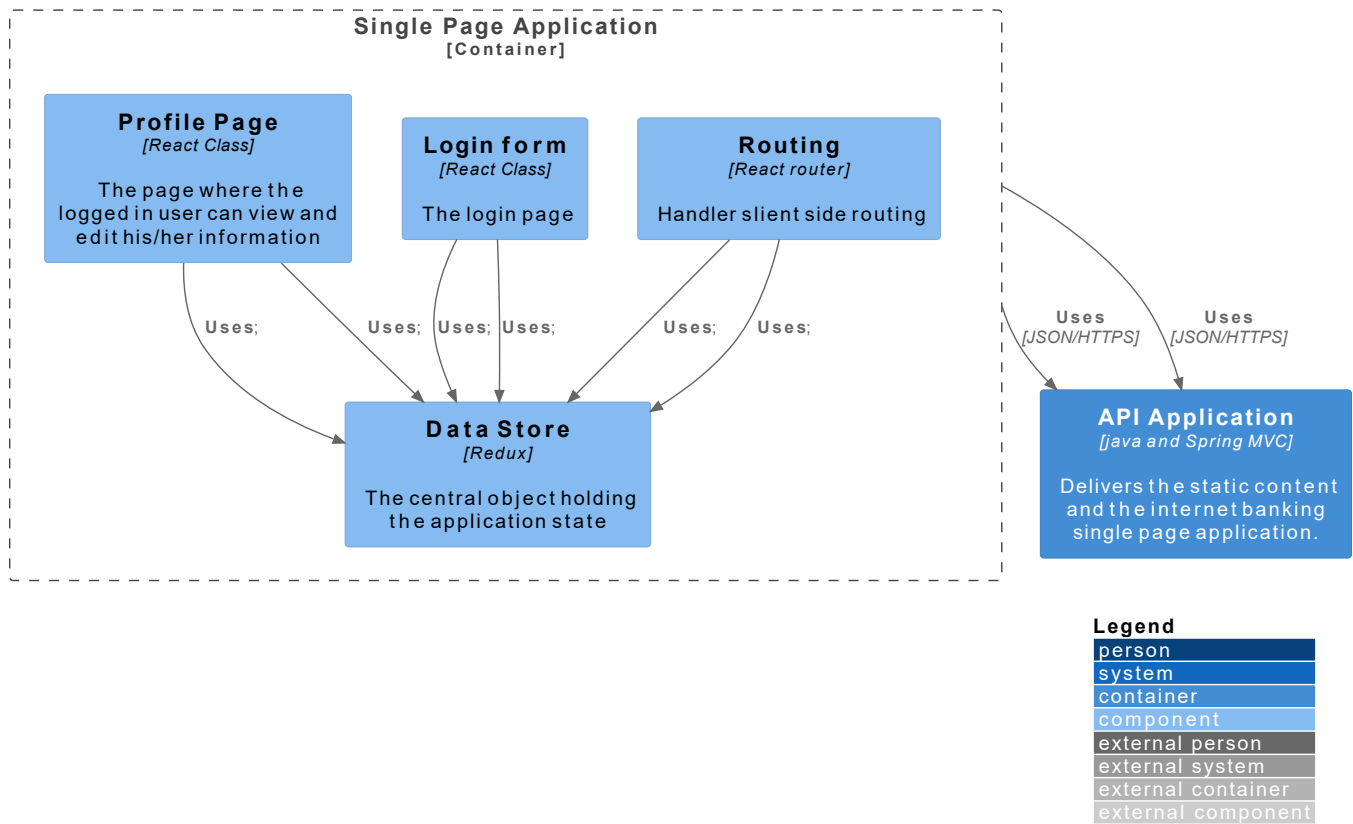 Single Page Application
[Container]
Profile Page
[React Class]
The page where the
logged in user can view and
edit his/her information
Login form
[React Class]
The login page
Routing
[React router]
Handler slient side routing
Uses;
Uses;
Uses;
Uses;
Uses;
Uses;
Uses
[JSON/HTTPS]
Uses
[JSON/HTTPS]
Data Store
[Redux]
The central object holding
the application state
API Application
[java and Spring MVC]
Delivers the static content
and the internet banking
single page application.
Legend
person
system
container
component
external person
external system
external container
external component